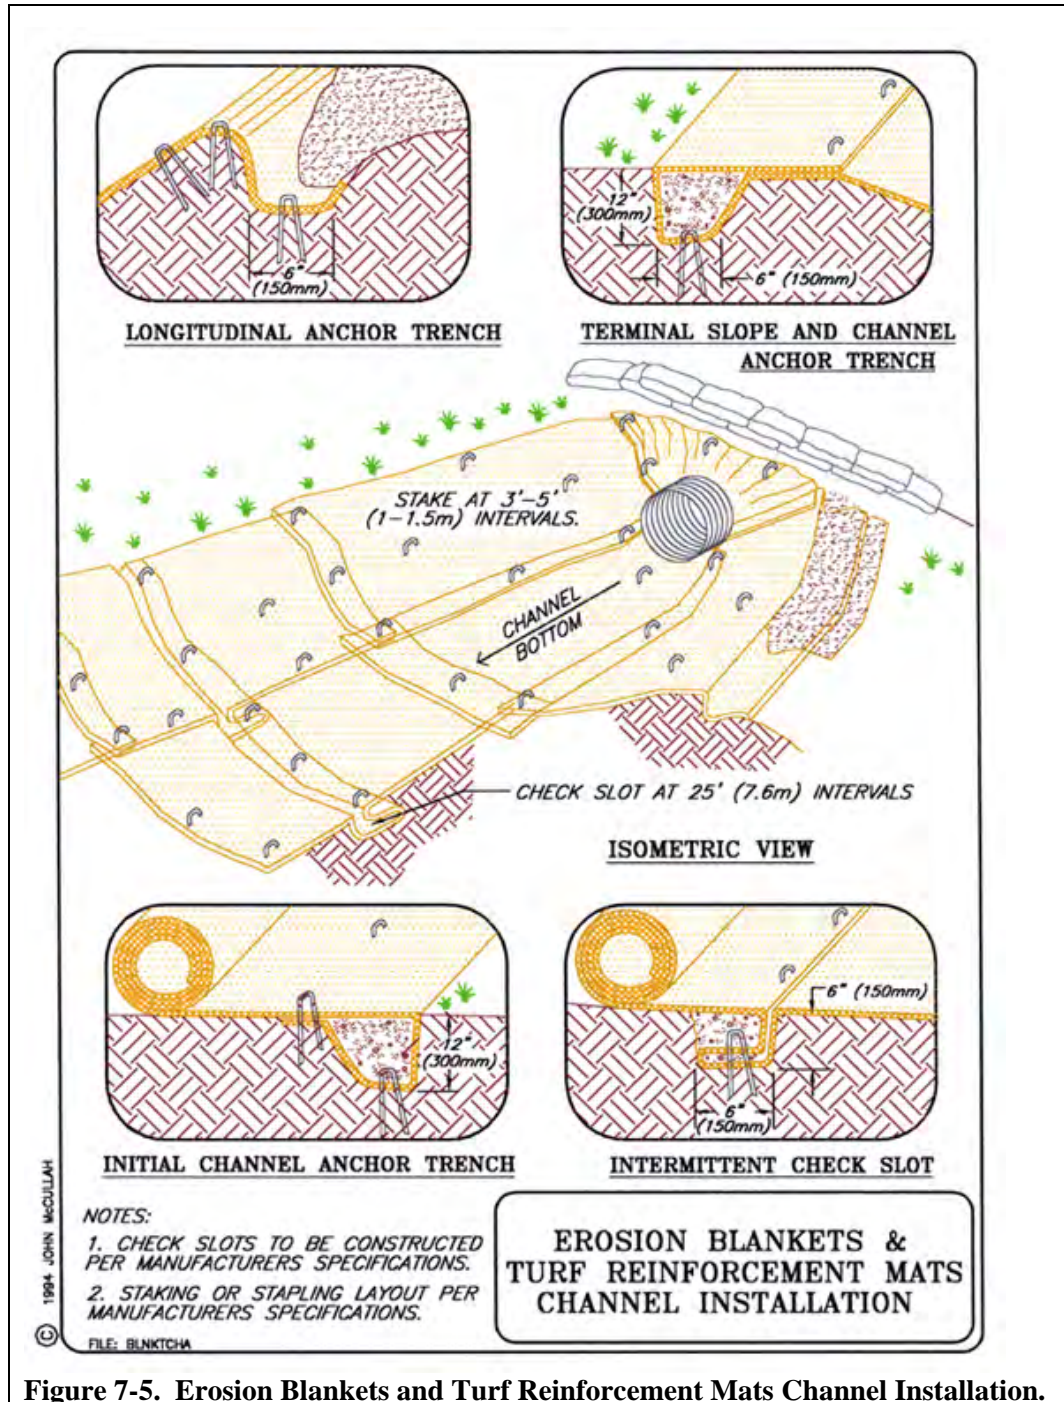 12"
(300mm)
6"
(150mm)
6" (150mm)
LONGITUDINAL ANCHOR TRENCH
TERMINAL SLOPE AND CHANNEL
ANCHOR TRENCH
STAKE AT 3'-5'
(1-1.5m) INTERVALS.
CHANNEL
BOTTOM
CHECK SLOT AT 25' (7.6m) INTERVALS
ISOMETRIC VIEW
12"
(300mm)
6" (150mm)
6"
(150mm)
INITIAL CHANNEL ANCHOR TRENCH
INTERMITTENT CHECK SLOT
NOTES:
1. CHECK SLOTS TO BE CONSTRUCTED
PER MANUFACTURERS SPECIFICATIONS.
2. STAKING OR STAPLING LAYOUT PER
MANUFACTURERS SPECIFICATIONS.
FILE: BLNKTCHA
© 1994 JOHN McCULLAH
EROSION BLANKETS &
TURF REINFORCEMENT MATS
CHANNEL INSTALLATION
Figure 7-5. Erosion Blankets and Turf Reinforcement Mats Channel Installation.